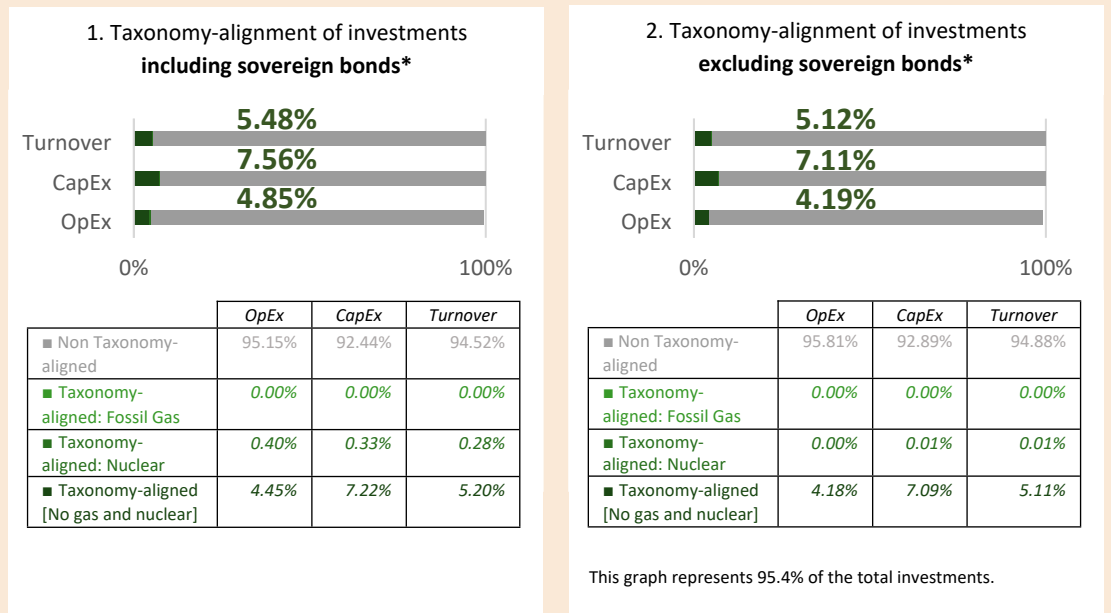 1. Taxonomy-alignment of investments
including sovereign bonds*
5.48%
Turnover
7.56%
CapEx
4.85%
OpEx
0% 100%
OpEx CapEx Turnover
■ Non Taxonomy- 95.15% 92.44% 94.52%
aligned
■ Taxonomy- 0.00% 0.00% 0.00%
aligned: Fossil Gas
■ Taxonomy- 0.40% 0.33% 0.28%
aligned: Nuclear
■ Taxonomy-aligned 4.45% 7.22% 5.20%
[No gas and nuclear]
2. Taxonomy-alignment of investments
excluding sovereign bonds*
5.12%
Turnover
7.11%
CapEx
4.19%
OpEx
0% 100%
OpEx CapEx Turnover
■ Non Taxonomy- 95.81% 92.89% 94.88%
aligned
■ Taxonomy- 0.00% 0.00% 0.00%
aligned: Fossil Gas
■ Taxonomy- 0.00% 0.01% 0.01%
aligned: Nuclear
■ Taxonomy-aligned 4.18% 7.09% 5.11%
[No gas and nuclear]
This graph represents 95.4% of the total investments.